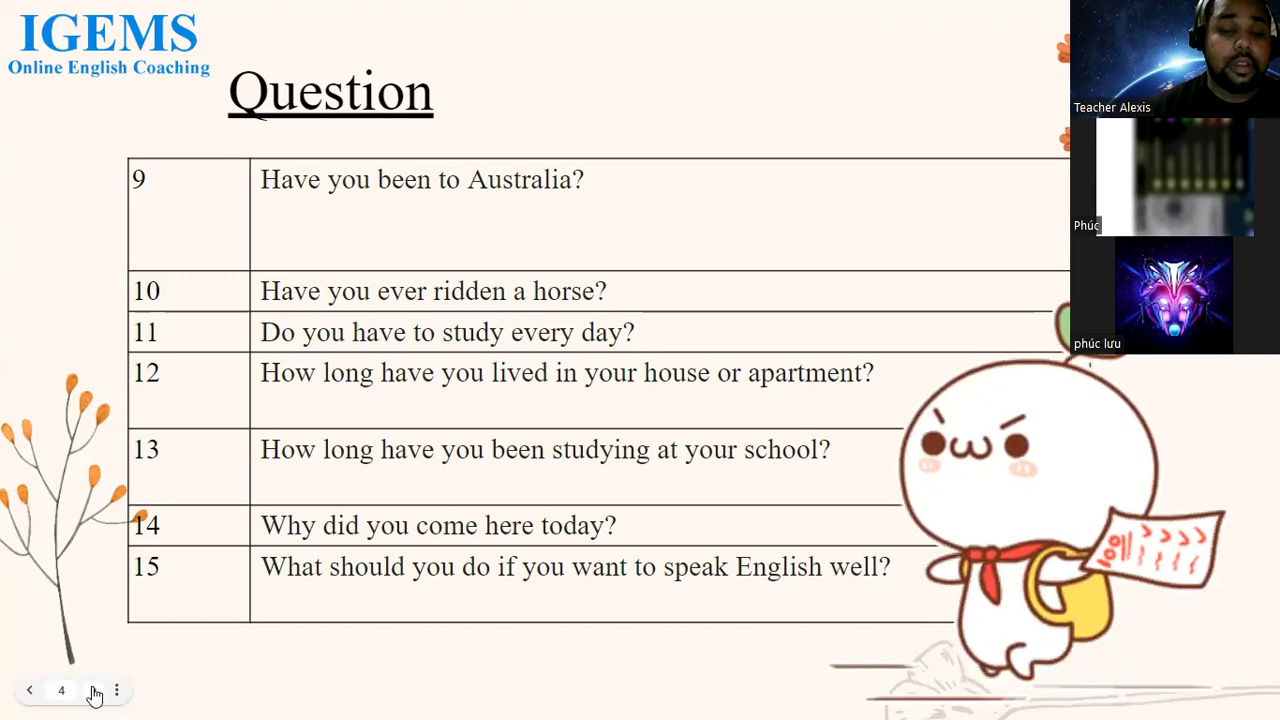 IGEMS
Online English Coaching
Question
9 Have you been to Australia?
10 Have you ever ridden a horse?
11 Do you have to study every day?
12 How long have you lived in your house or apartment?
13 How long have you been studying at your school?
14 Why did you come here today?
15 What should you do if you want to speak English well?
Teacher Alexis
Phúc
phúc lưu
100
4